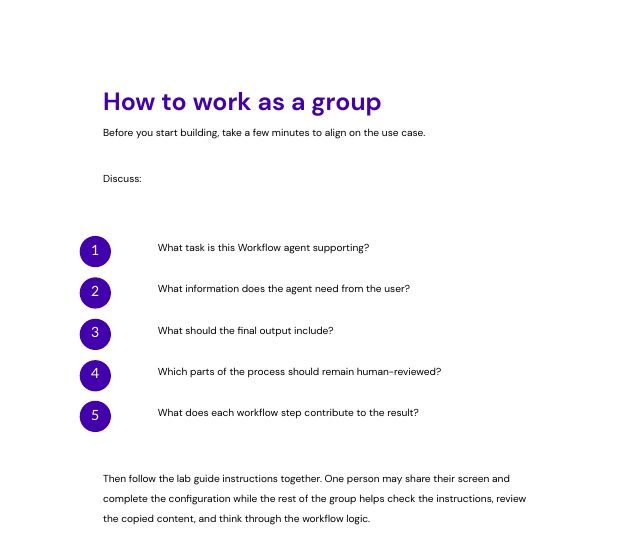 How to work as a group
Before you start building, take a few minutes to align on the use case.
Discuss:
1 What task is this Workflow agent supporting?
2 What information does the agent need from the user?
3 What should the final output include?
4 Which parts of the process should remain human-reviewed?
5 What does each workflow step contribute to the result?
Then follow the lab guide instructions together. One person may share their screen and
complete the configuration while the rest of the group helps check the instructions, review
the copied content, and think through the workflow logic.